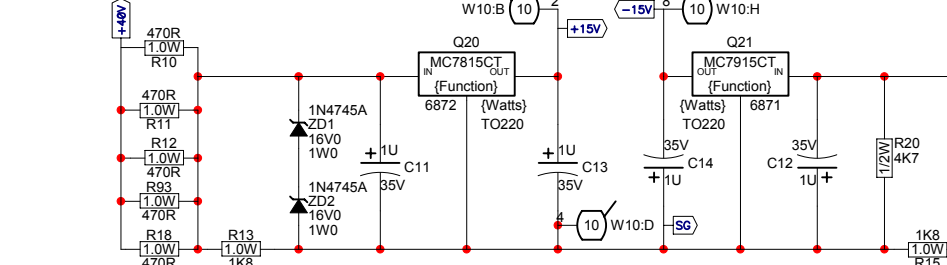 +40V
470R
1.0W
R10
470R
1.0W
R11
R12
1.0W
470R
R93
1.0W
470R
R18
1.0W
470R
R13
1.0W
1K8
1N4745A
ZD1
16V0
1W0
1N4745A
ZD2
16V0
1W0
+ 1U
C11
35V
Q20
MC7815CT
IN OUT
{Function}
6872 {Watts}
TO220
W10:B 10 2
+15V
+ 1U
C13
35V
4
10 W10:D
-15V 8 10 W10:H
Q21
MC7915CT
OUT IN
{Function}
{Watts} 6871
TO220
35V
C14
+ 1U
SG
35V
C12
1U +
1/2W
R20
4K7
1K8
1.0W
R15